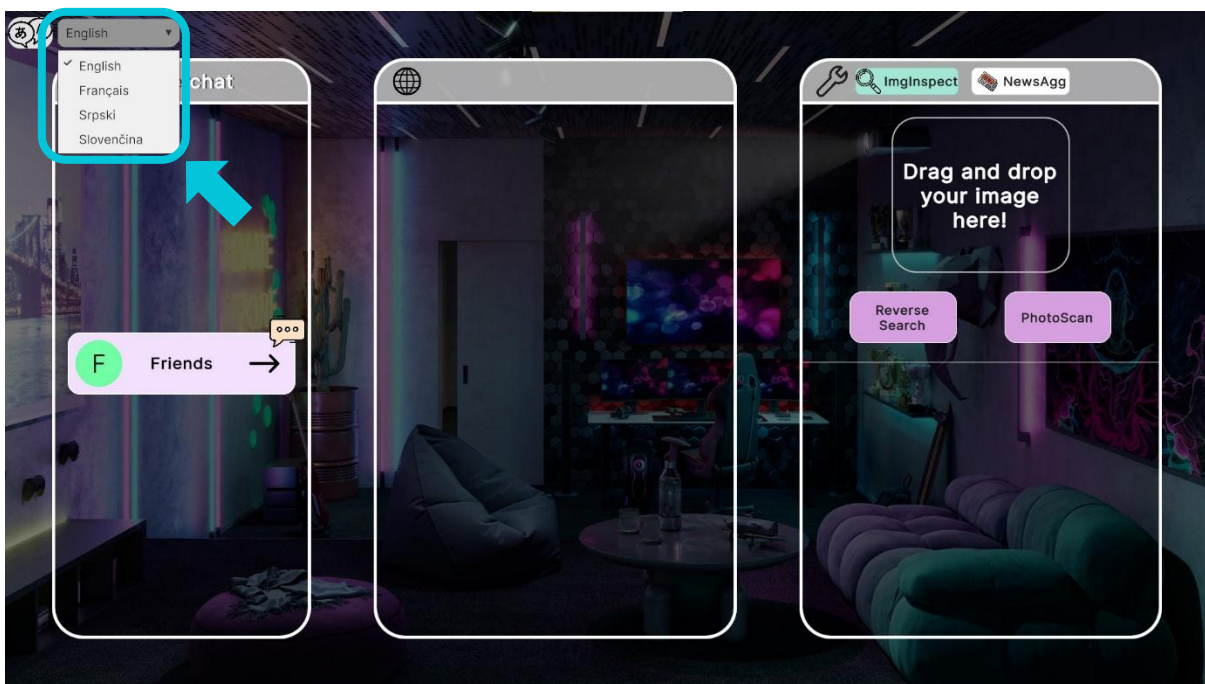 あ
English ▼
✓ English
Français
Srpski
Slovenčina
chat
ImgInspect
NewsAgg
Drag and drop
your image
here!
Reverse
Search
PhotoScan
F
Friends